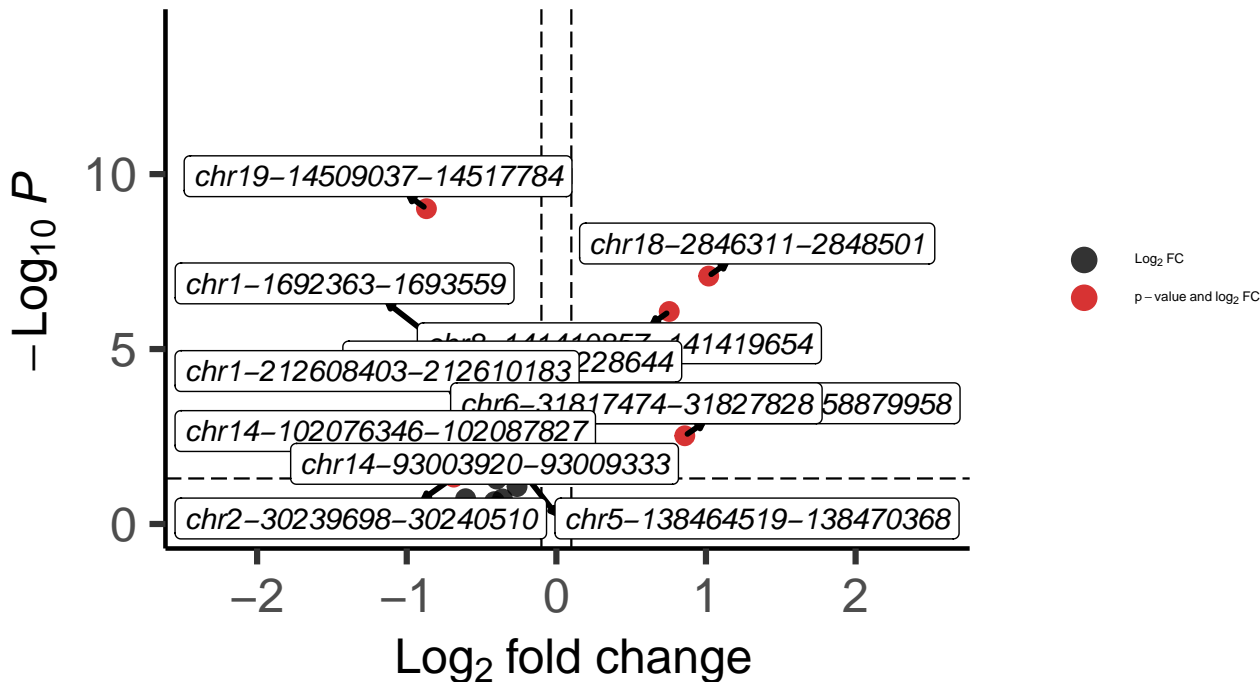 10
5
0
−Log10 P
chr19−14509037−14517784
chr18−2846311−2848501
chr1−1692363−1693559
141419654
chr1−212608403−212610183
228644
chr6−31817474−31827828
58879958
chr14−102076346−102087827
chr14−93003920−93009333
chr2−30239698−30240510
chr5−138464519−138470368
−2
−1
0
1
2
Log2 fold change
Log2 FC
p − value and log2 FC